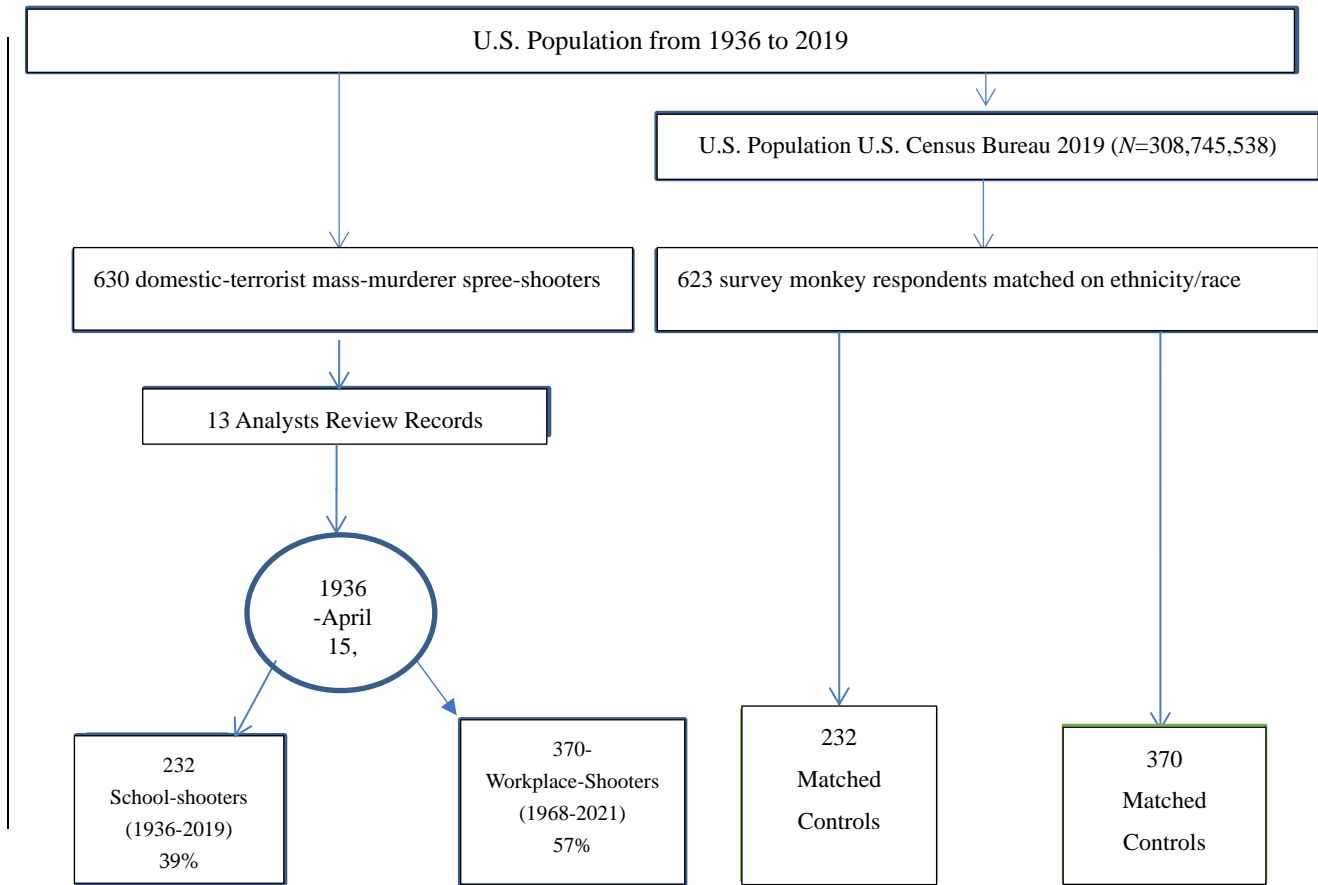 U.S. Population from 1936 to 2019
U.S. Population U.S. Census Bureau 2019 (N=308,745,538)
630 domestic-terrorist mass-murderer spree-shooters
623 survey monkey respondents matched on ethnicity/race
13 Analysts Review Records
1936
-April
15,
232
School-shooters
(1936-2019)
39%
370-
Workplace-Shooters
(1968-2021)
57%
232
Matched
Controls
370
Matched
Controls